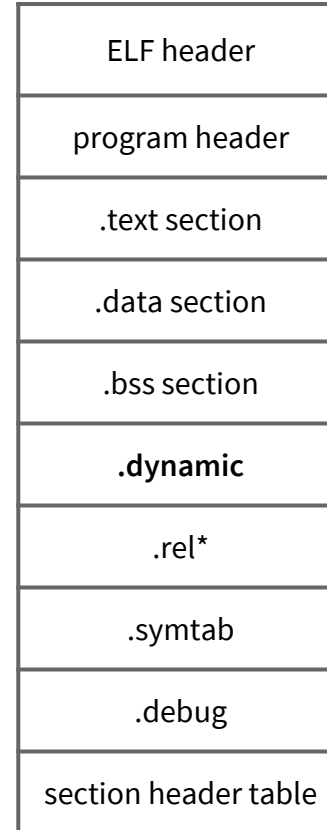 ELF header
program header
.text section
.data section
.bss section
.dynamic
.rel*
.symtab
.debug
section header table